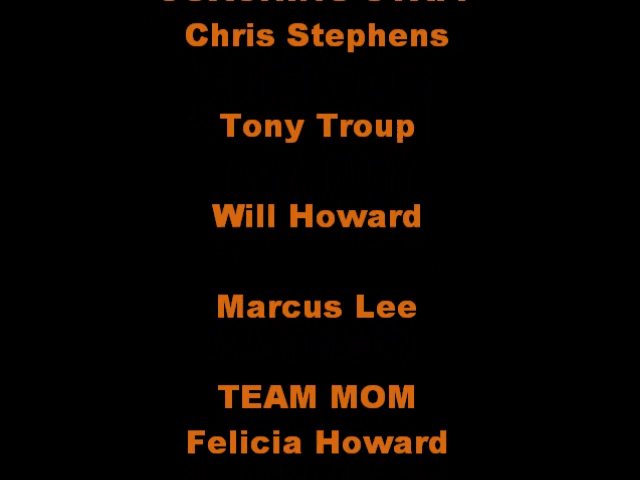 Chris Stephens
Tony Troup
Will Howard
Marcus Lee
TEAM MOM
Felicia Howard